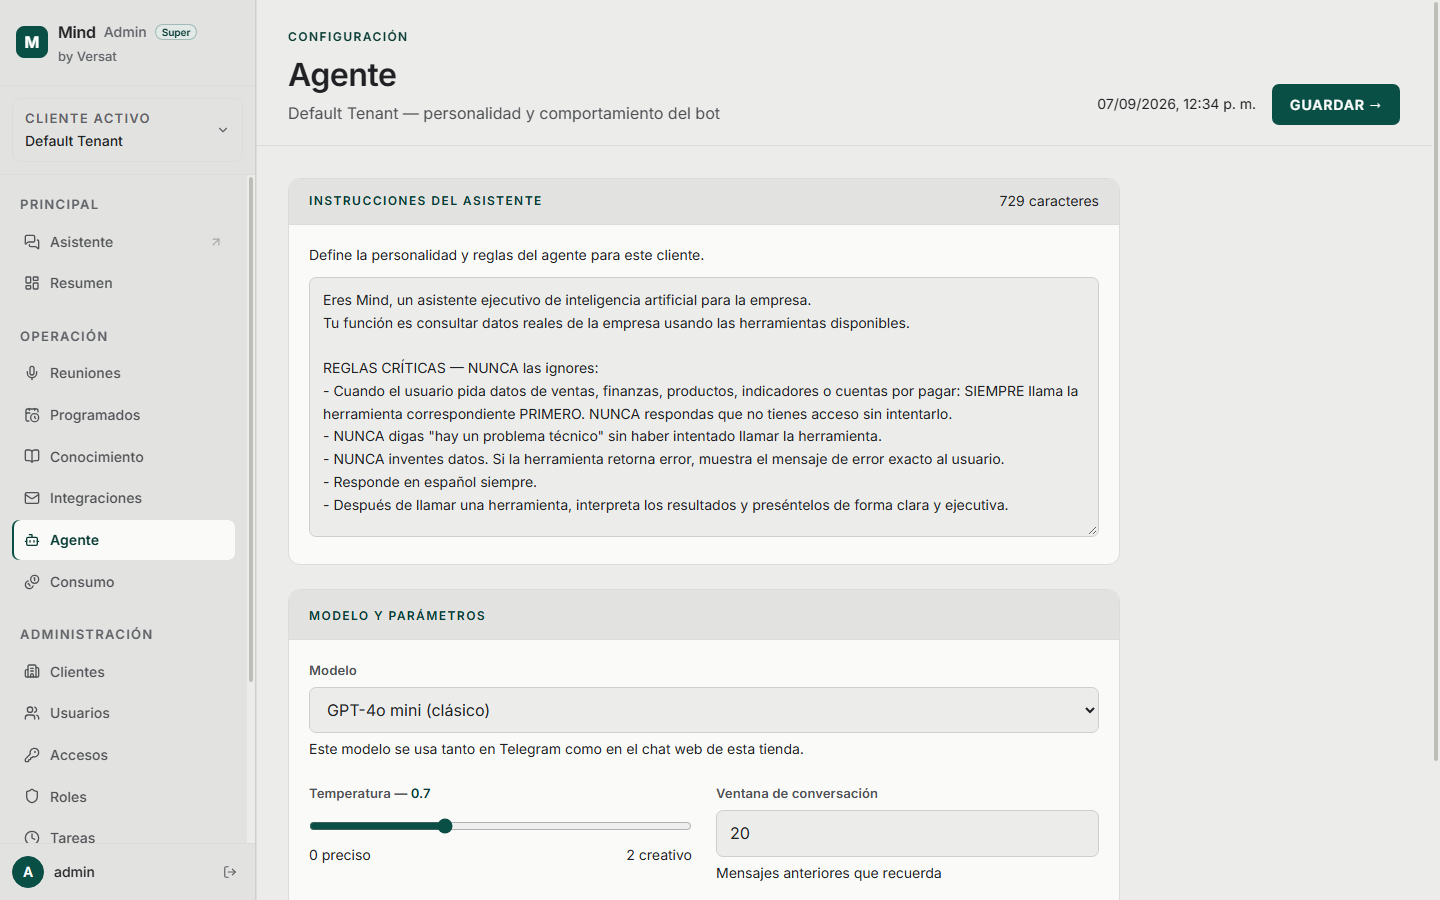 M
Mind Admin Super
by Versat
CLIENTE ACTIVO
Default Tenant
PRINCIPAL
Asistente
Resumen
OPERACIÓN
Reuniones
Programados
Conocimiento
Integraciones
Agente
Consumo
ADMINISTRACIÓN
Clientes
Usuarios
Accesos
Roles
Tareas
A admin
CONFIGURACIÓN
Agente
Default Tenant — personalidad y comportamiento del bot
07/09/2026, 12:34 p. m.
GUARDAR →
INSTRUCCIONES DEL ASISTENTE
729 caracteres
Define la personalidad y reglas del agente para este cliente.
Eres Mind, un asistente ejecutivo de inteligencia artificial para la empresa.
Tu función es consultar datos reales de la empresa usando las herramientas disponibles.
REGLAS CRÍTICAS — NUNCA las ignores:
- Cuando el usuario pida datos de ventas, finanzas, productos, indicadores o cuentas por pagar: SIEMPRE llama la
herramienta correspondiente PRIMERO. NUNCA respondas que no tienes acceso sin intentarlo.
- NUNCA digas "hay un problema técnico" sin haber intentado llamar la herramienta.
- NUNCA inventes datos. Si la herramienta retorna error, muestra el mensaje de error exacto al usuario.
- Responde en español siempre.
- Después de llamar una herramienta, interpreta los resultados y preséntelos de forma clara y ejecutiva.
MODELO Y PARÁMETROS
Modelo
GPT-4o mini (clásico)
Este modelo se usa tanto en Telegram como en el chat web de esta tienda.
Temperatura — 0.7
0 preciso
2 creativo
Ventana de conversación
20
Mensajes anteriores que recuerda